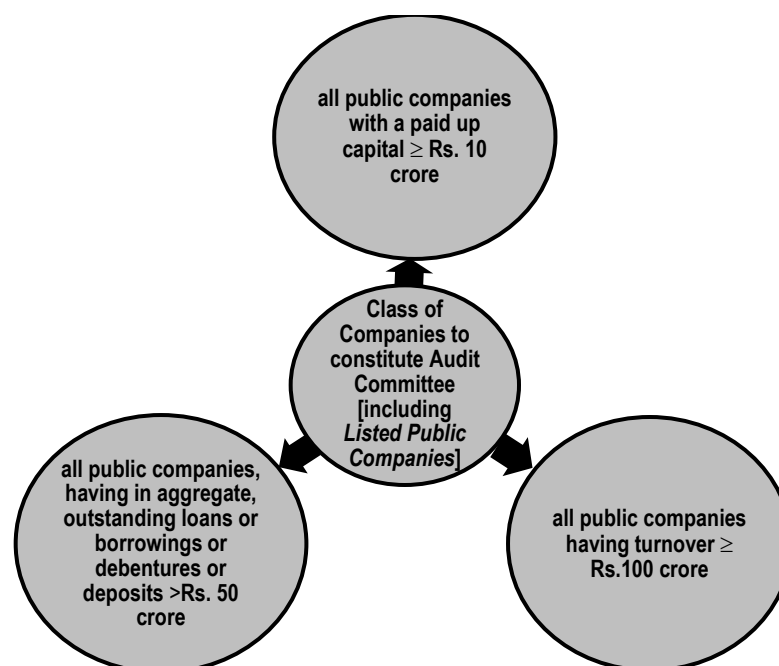 all public companies
with a paid up
capital ≥ Rs. 10
crore
Class of
Companies to
constitute Audit
Committee
[including
Listed Public
Companies]
all public companies,
having in aggregate,
outstanding loans or
borrowings or
debentures or
deposits >Rs. 50
crore
all public companies
having turnover ≥
Rs.100 crore